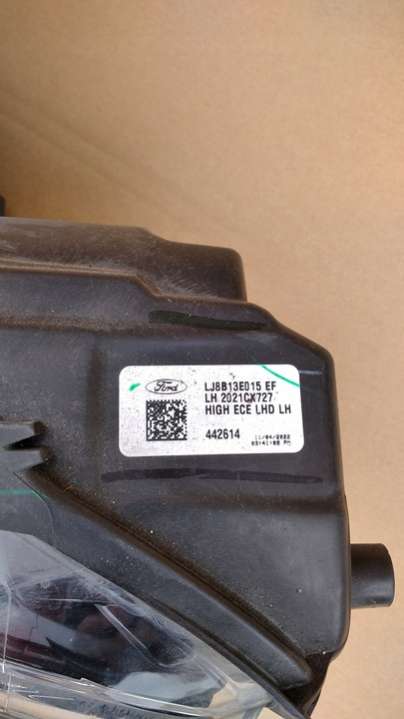 Ford
LJ8B13E015 EF
LH 2021CX727
HIGH ECE LHD LH
442614